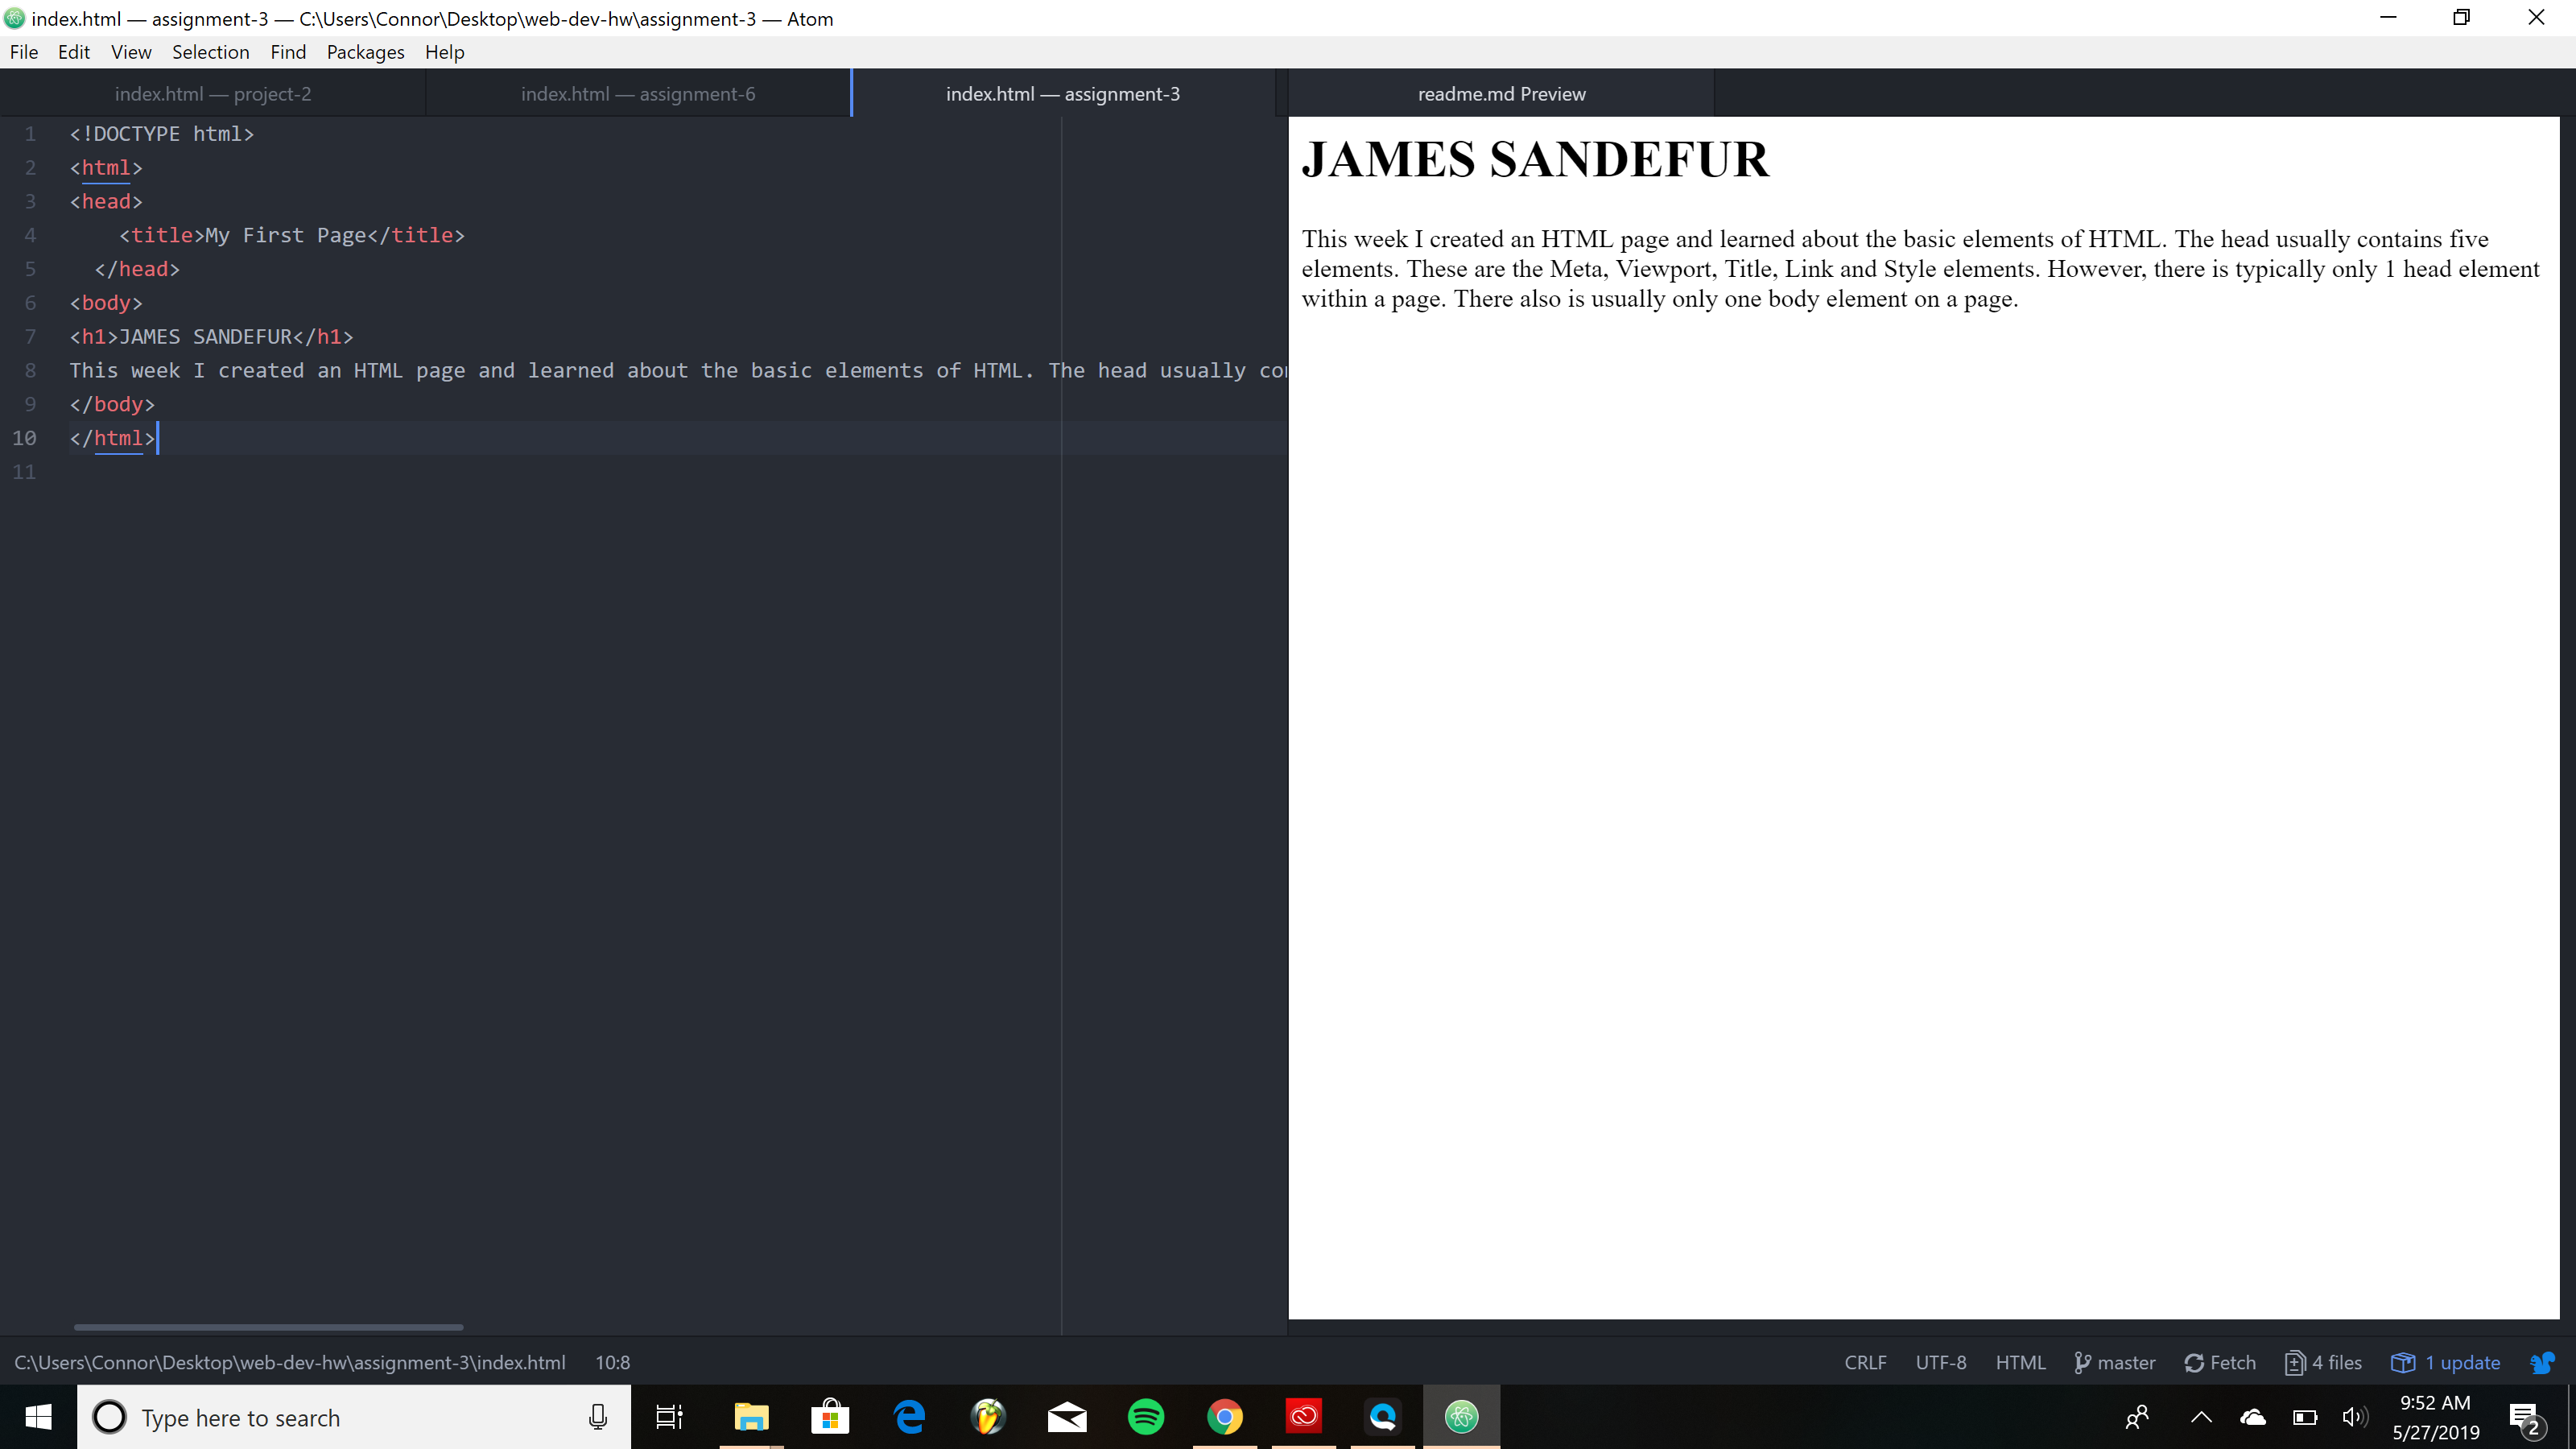 index.html — assignment-3 — C:\Users\Connor\Desktop\web-dev-hw\assignment-3 — Atom
File Edit View Selection Find Packages Help
index.html — project-2 index.html — assignment-6 index.html — assignment-3 readme.md Preview
1 <!DOCTYPE html>
2 <html>
3 <head>
4 <title>My First Page</title>
5 </head>
6 <body>
7 <h1>JAMES SANDEFUR</h1>
8 This week I created an HTML page and learned about the basic elements of HTML. The head usually co
9 </body>
10 </html>
11
JAMES SANDEFUR
This week I created an HTML page and learned about the basic elements of HTML. The head usually contains five
elements. These are the Meta, Viewport, Title, Link and Style elements. However, there is typically only 1 head element
within a page. There also is usually only one body element on a page.
C:\Users\Connor\Desktop\web-dev-hw\assignment-3\index.html 10:8 CRLF UTF-8 HTML master Fetch 4 files 1 update
Type here to search
9:52 AM
5/27/2019
2